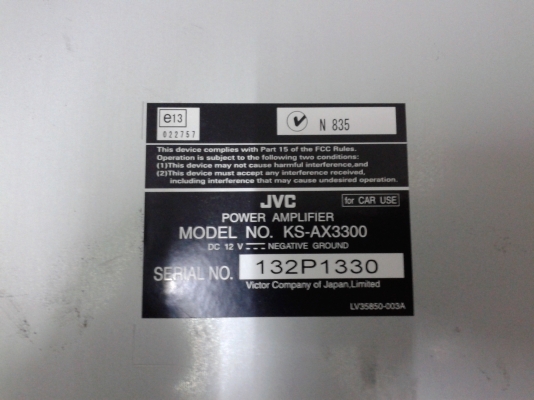 e13
022757
N 835
This device complies with Part 15 of the FCC Rules.
Operation is subject to the following two conditions:
(1)This device may not cause harmful interference,and
(2)This device must accept any interference received,
including interference that may cause undesired operation.
JVC
for CAR USE
POWER AMPLIFIER
MODEL NO. KS-AX3300
DC 12 V ⎓ NEGATIVE GROUND
SERIAL NO. 132P1330
Victor Company of Japan,Limited
LV35850-003A